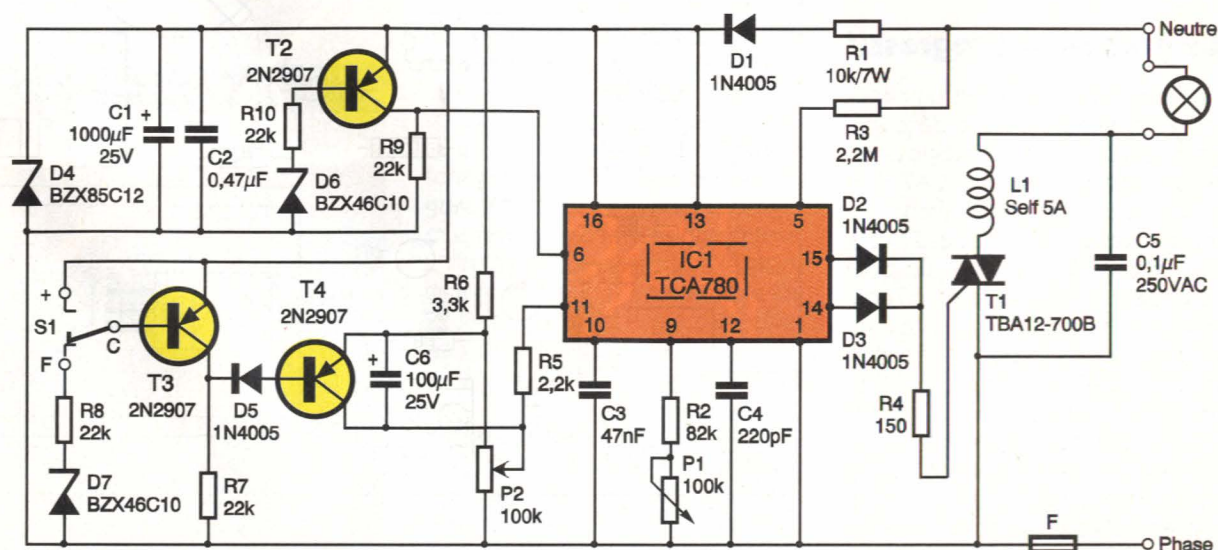 Neutre
D1
1N4005
R1
10k/7W
R3
2,2M
T2
2N2907
C1
+
1000µF
25V
R10
22k
R9
22k
C2
0,47µF
D4
BZX85C12
D6
BZX46C10
16
13
5
6
11
IC1
TCA780
15
14
10
9
12
1
D2
1N4005
D3
1N4005
L1
Self 5A
C5
0,1µF
250VAC
T1
TBA12-700B
+
S1
F
C
T3
2N2907
T4
2N2907
R6
3,3k
+
C6
100µF
25V
D5
1N4005
R5
2,2k
C3
47nF
R2
82k
C4
220pF
R4
150
R8
22k
D7
BZX46C10
R7
22k
P2
100k
P1
100k
F
Phase